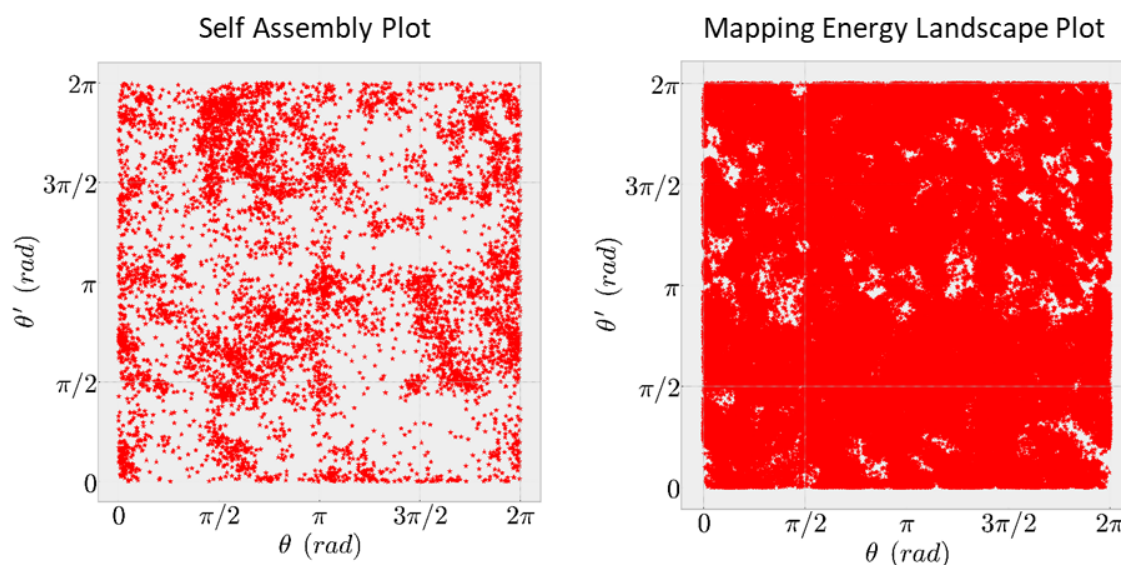 Self Assembly Plot
2π
3π/2
π
π/2
0
θ′ (rad)
0 π/2 π 3π/2 2π
θ (rad)
Mapping Energy Landscape Plot
2π
3π/2
π
π/2
0
θ′ (rad)
0 π/2 π 3π/2 2π
θ (rad)